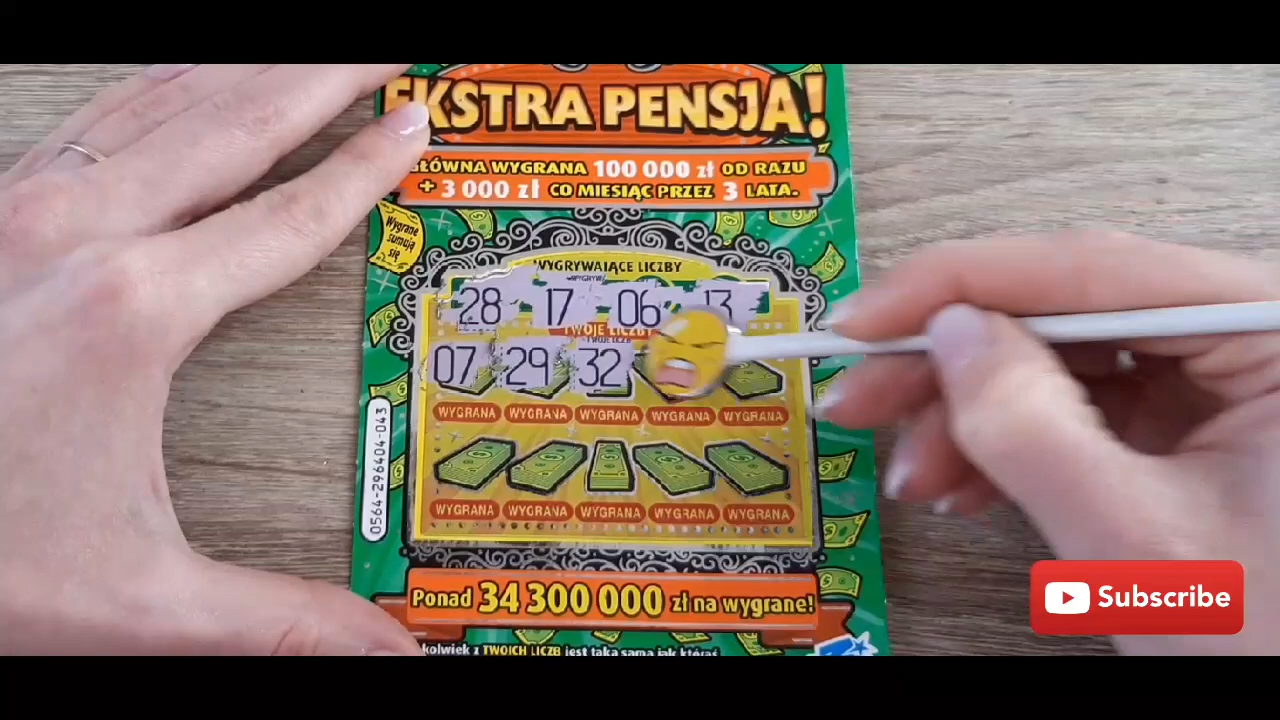 EKSTRA PENSJA!
GŁÓWNA WYGRANA 100 000 zł OD RAZU
+ 3 000 zł CO MIESIĄC PRZEZ 3 LATA.
Wygrane
sumują
się
WYGRYWAJĄCE LICZBY
28 17 06 13
TWOJE LICZBY
07 29 32
WYGRANA WYGRANA WYGRANA WYGRANA WYGRANA
WYGRANA WYGRANA WYGRANA WYGRANA WYGRANA
0564-296404-043
Ponad 34 300 000 zł na wygrane!
kolwiek z TWOICH LICZB jest taka sama jak któraś
Subscribe